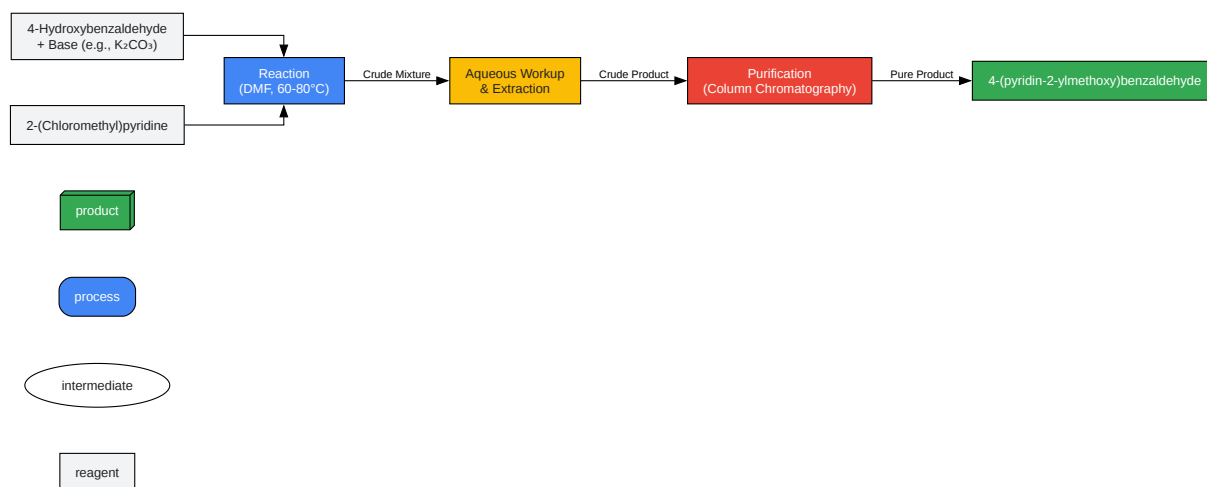 4-Hydroxybenzaldehyde
+ Base (e.g., K₂CO₃)
2-(Chloromethyl)pyridine
Reaction
(DMF, 60-80°C)
Crude Mixture
Aqueous Workup
& Extraction
Crude Product
Purification
(Column Chromatography)
Pure Product
4-(pyridin-2-ylmethoxy)benzaldehyde
product
process
intermediate
reagent